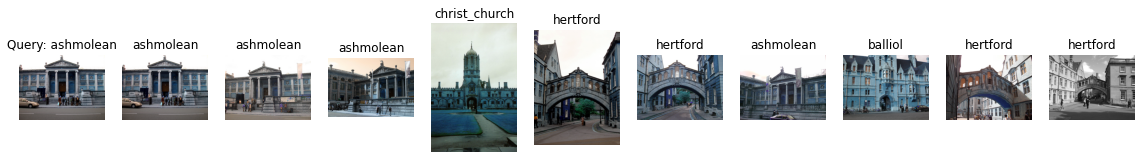 Query: ashmolean
ashmolean
ashmolean
ashmolean
christ_church
hertford
hertford
ashmolean
balliol
hertford
hertford